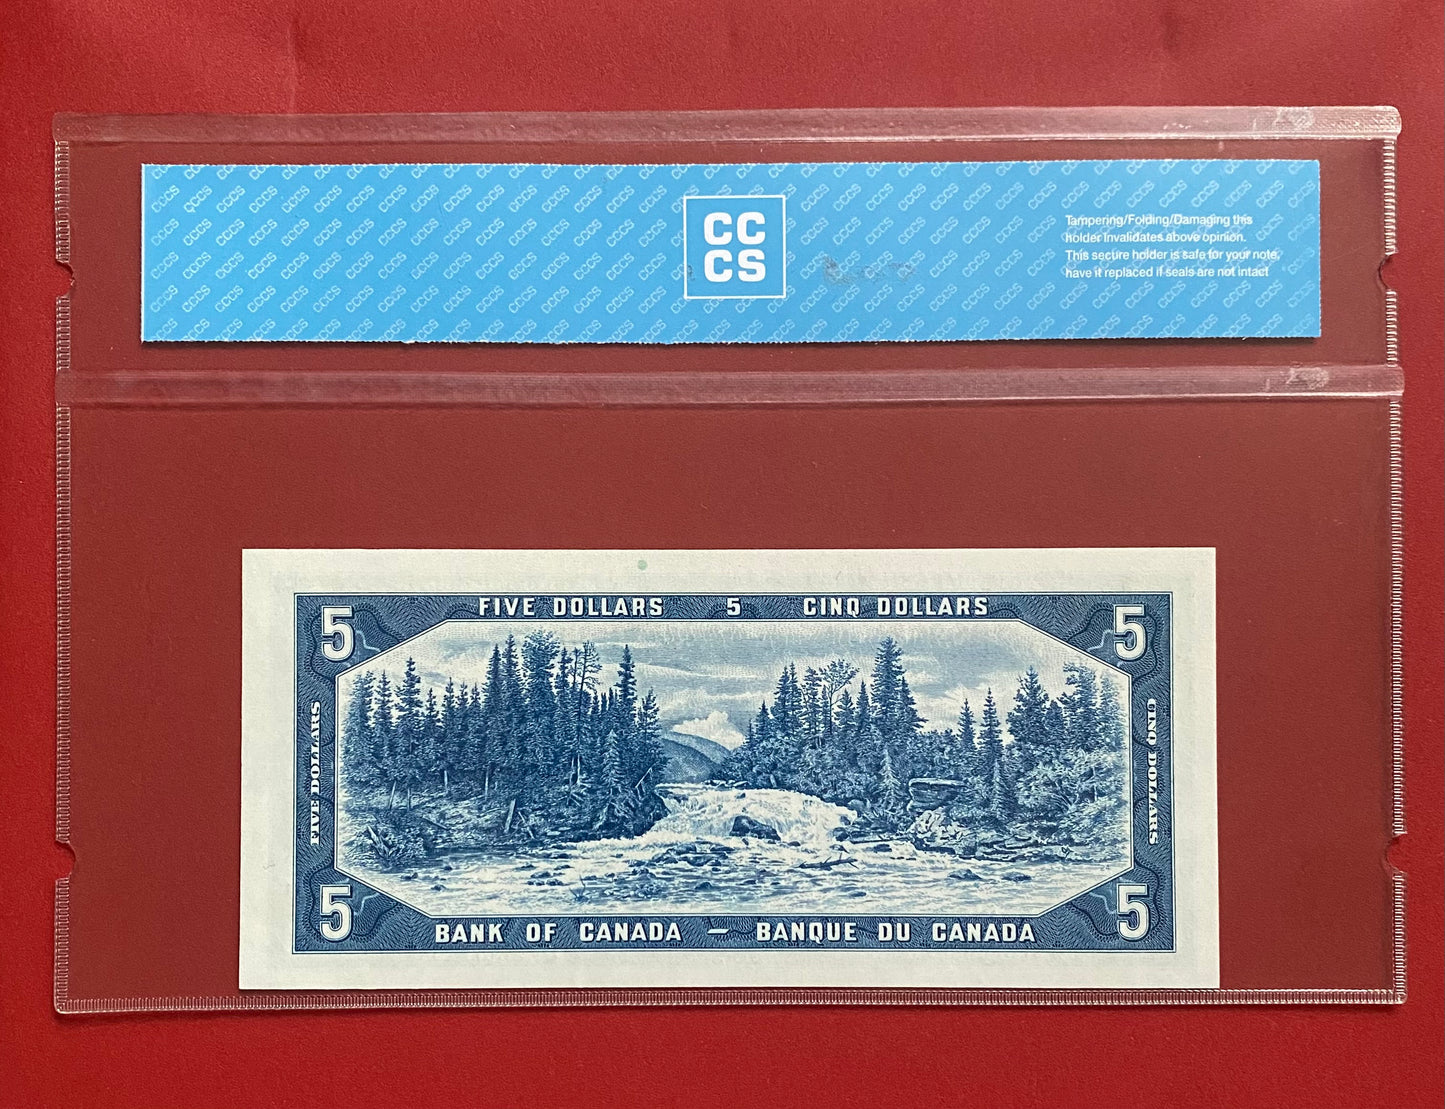 CC
CS
Tampering/Folding/Damaging this
holder invalidates above opinion.
This secure holder is safe for your note,
have it replaced if seals are not intact
FIVE DOLLARS 5 CINQ DOLLARS
5 5
FIVE DOLLARS
CINQ DOLLARS
5 5
BANK OF CANADA – BANQUE DU CANADA